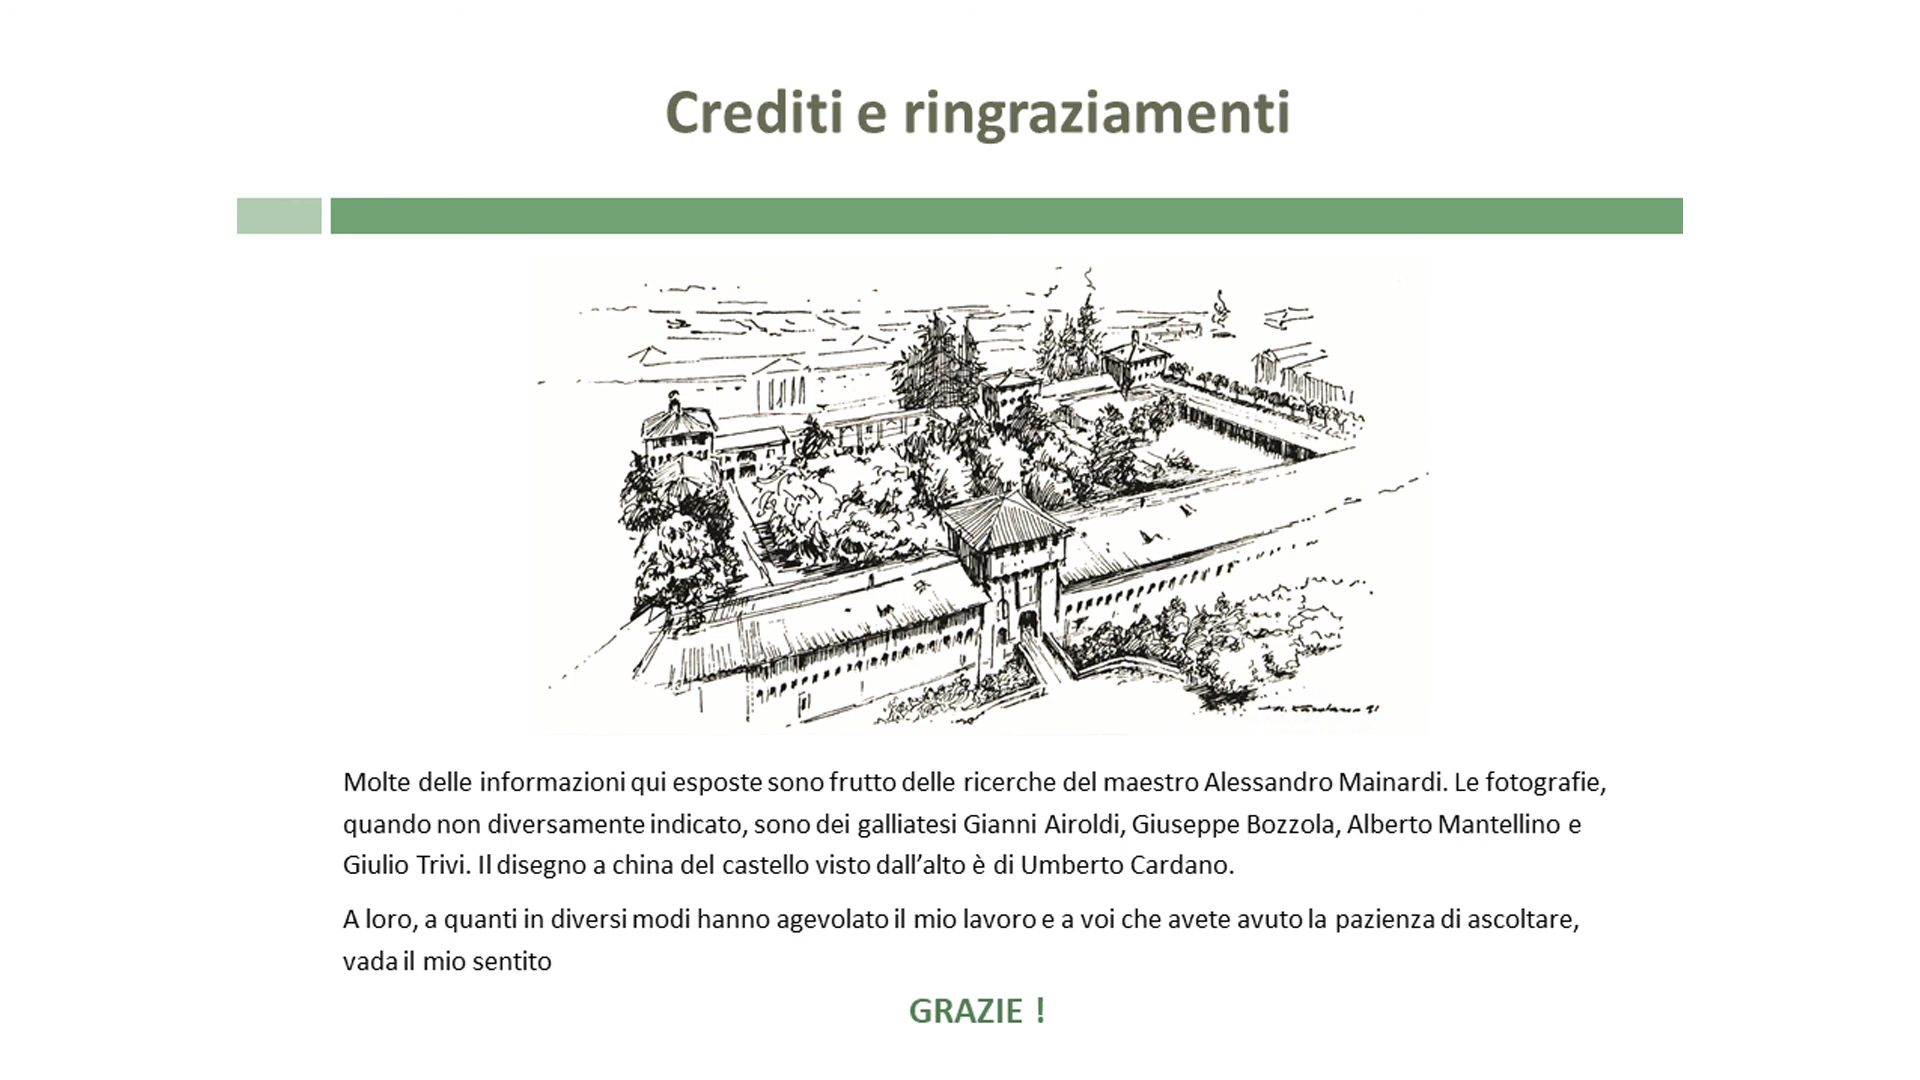 Crediti e ringraziamenti
Molte delle informazioni qui esposte sono frutto delle ricerche del maestro Alessandro Mainardi. Le fotografie,
quando non diversamente indicato, sono dei galliatesi Gianni Airoldi, Giuseppe Bozzola, Alberto Mantellino e
Giulio Trivi. Il disegno a china del castello visto dall’alto è di Umberto Cardano.
A loro, a quanti in diversi modi hanno agevolato il mio lavoro e a voi che avete avuto la pazienza di ascoltare,
vada il mio sentito
GRAZIE !